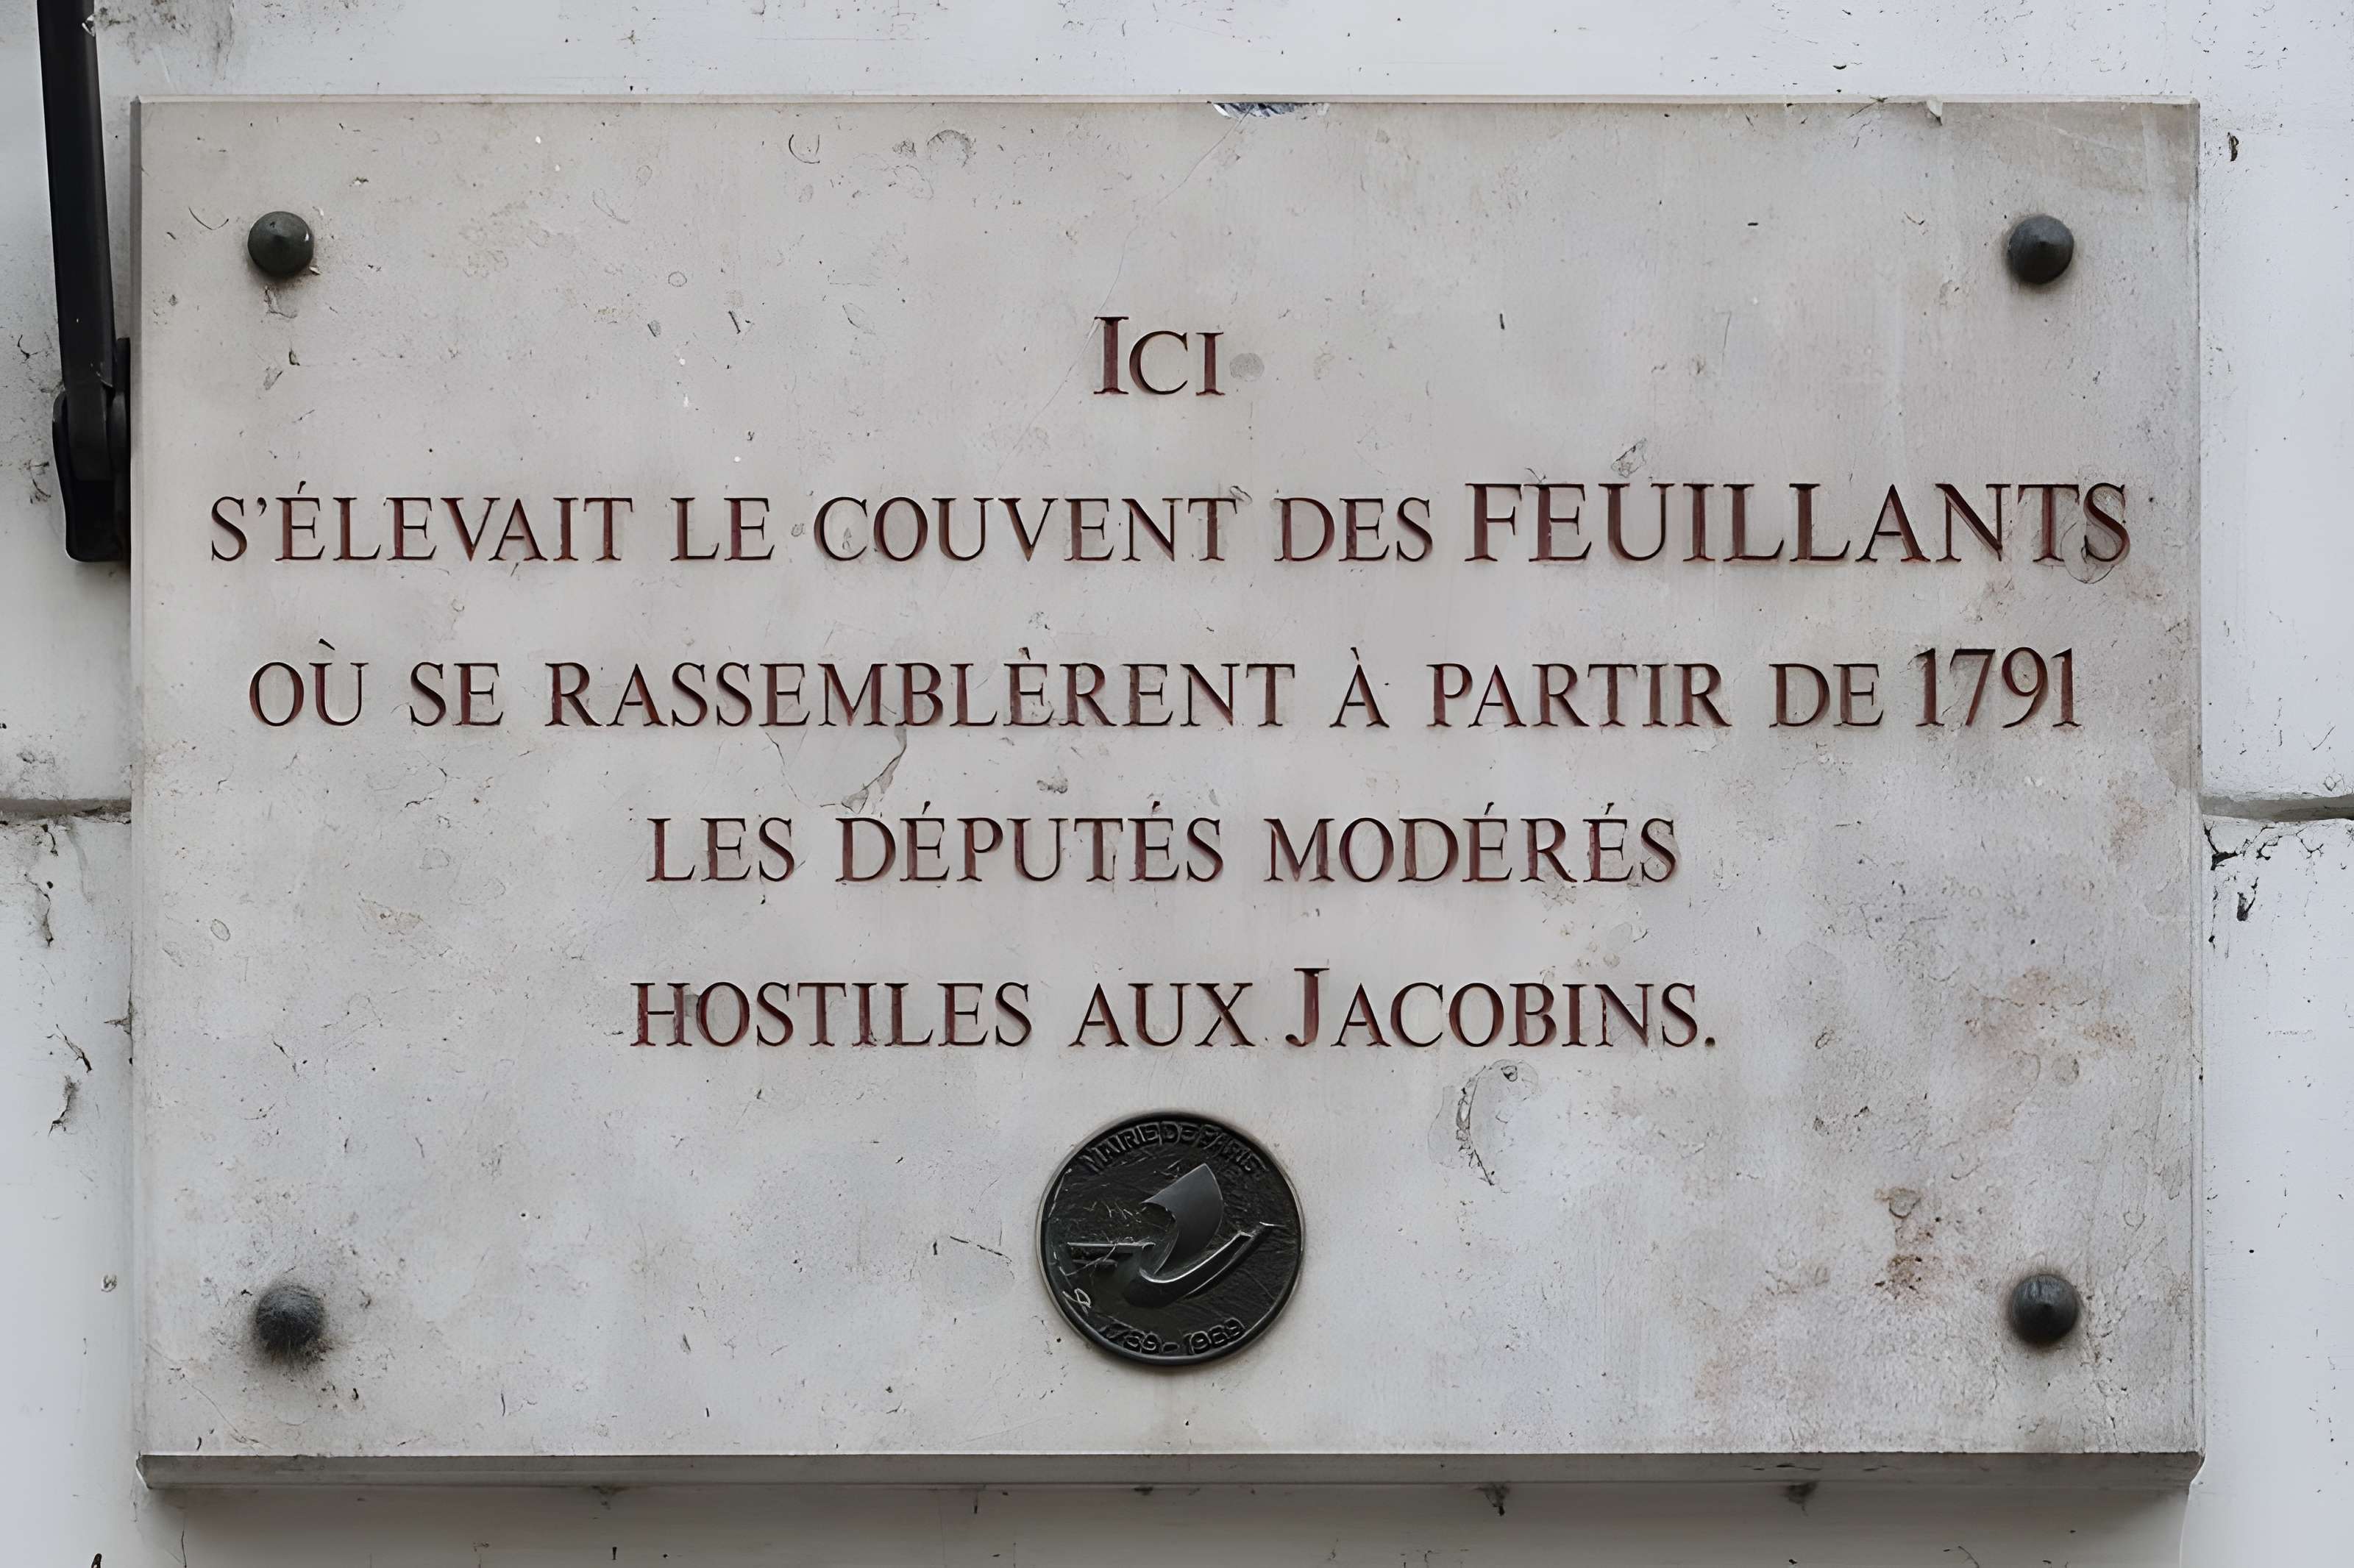 ICI
S'ÉLEVAIT LE COUVENT DES FEUILLANTS
OÙ SE RASSEMBLÈRENT À PARTIR DE 1791
LES DÉPUTÉS MODÉRÉS
HOSTILES AUX JACOBINS.
MAIRIE DE PARIS
1789-1989